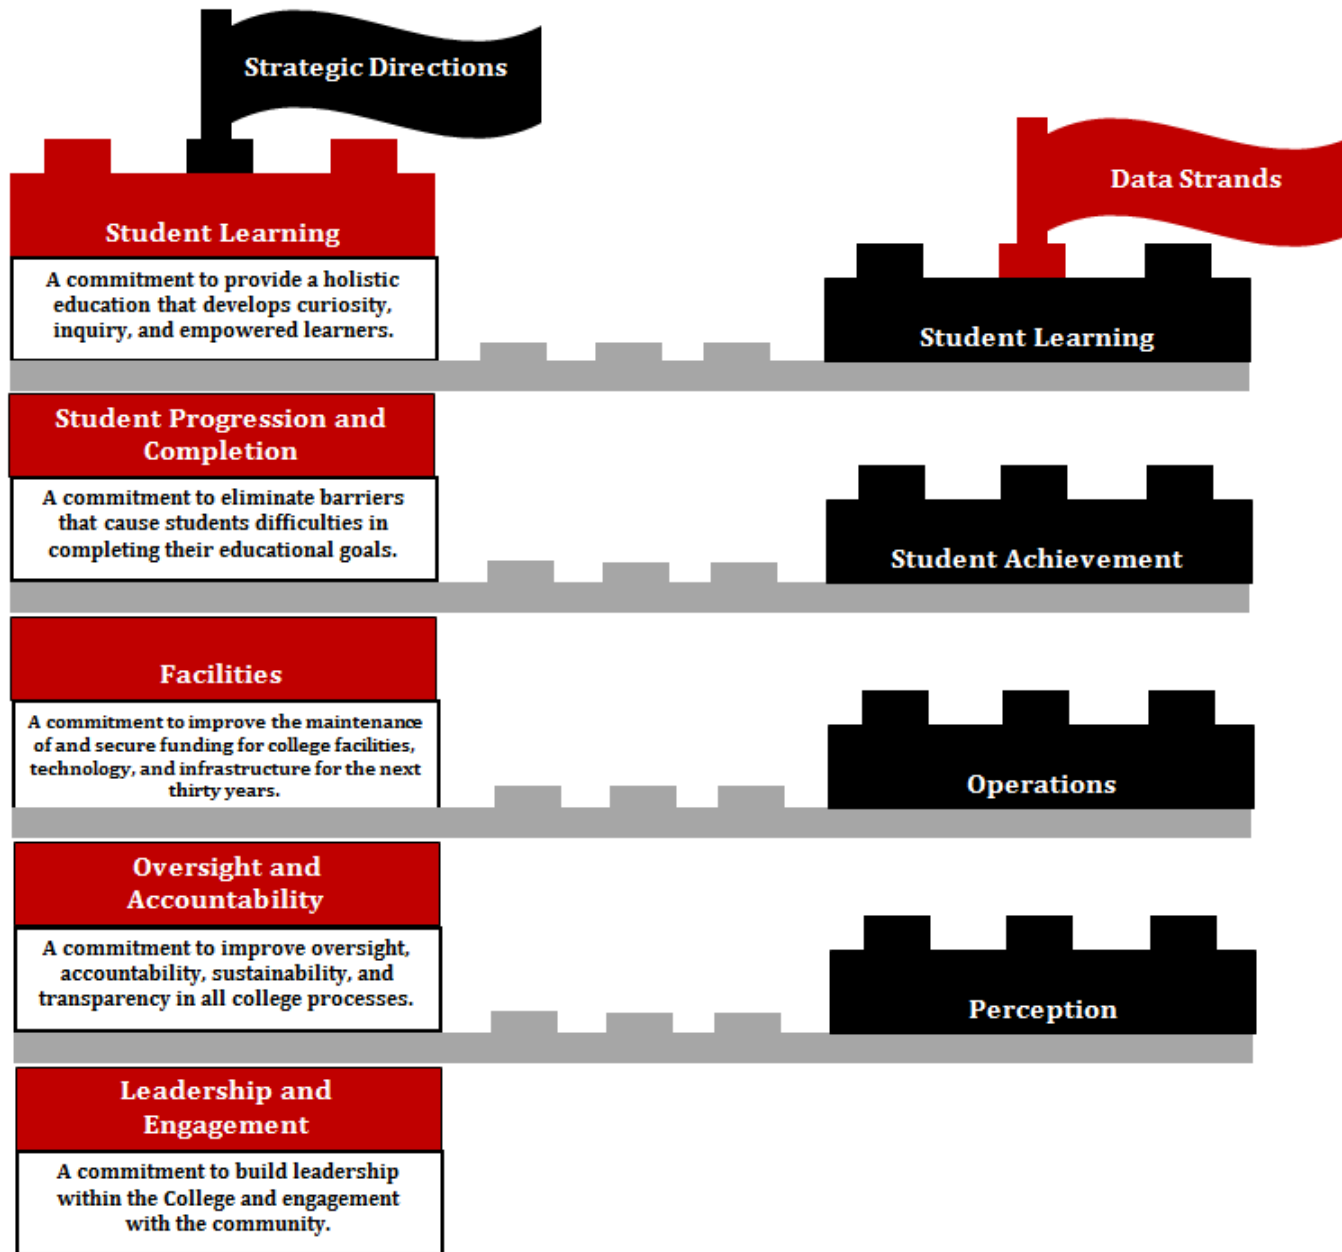 Strategic Directions
Data Strands
Student Learning
A commitment to provide a holistic
education that develops curiosity,
inquiry, and empowered learners.
Student Learning
Student Progression and
Completion
A commitment to eliminate barriers
that cause students difficulties in
completing their educational goals.
Student Achievement
Facilities
A commitment to improve the maintenance
of and secure funding for college facilities,
technology, and infrastructure for the next
thirty years.
Operations
Oversight and
Accountability
A commitment to improve oversight,
accountability, sustainability, and
transparency in all college processes.
Perception
Leadership and
Engagement
A commitment to build leadership
within the College and engagement
with the community.